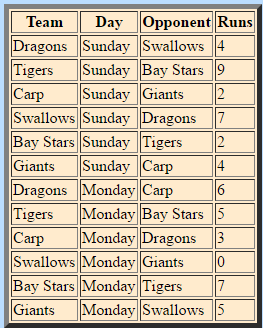 Team Day Opponent Runs
Dragons Sunday Swallows 4
Tigers Sunday Bay Stars 9
Carp Sunday Giants 2
Swallows Sunday Dragons 7
Bay Stars Sunday Tigers 2
Giants Sunday Carp 4
Dragons Monday Carp 6
Tigers Monday Bay Stars 5
Carp Monday Dragons 3
Swallows Monday Giants 0
Bay Stars Monday Tigers 7
Giants Monday Swallows 5